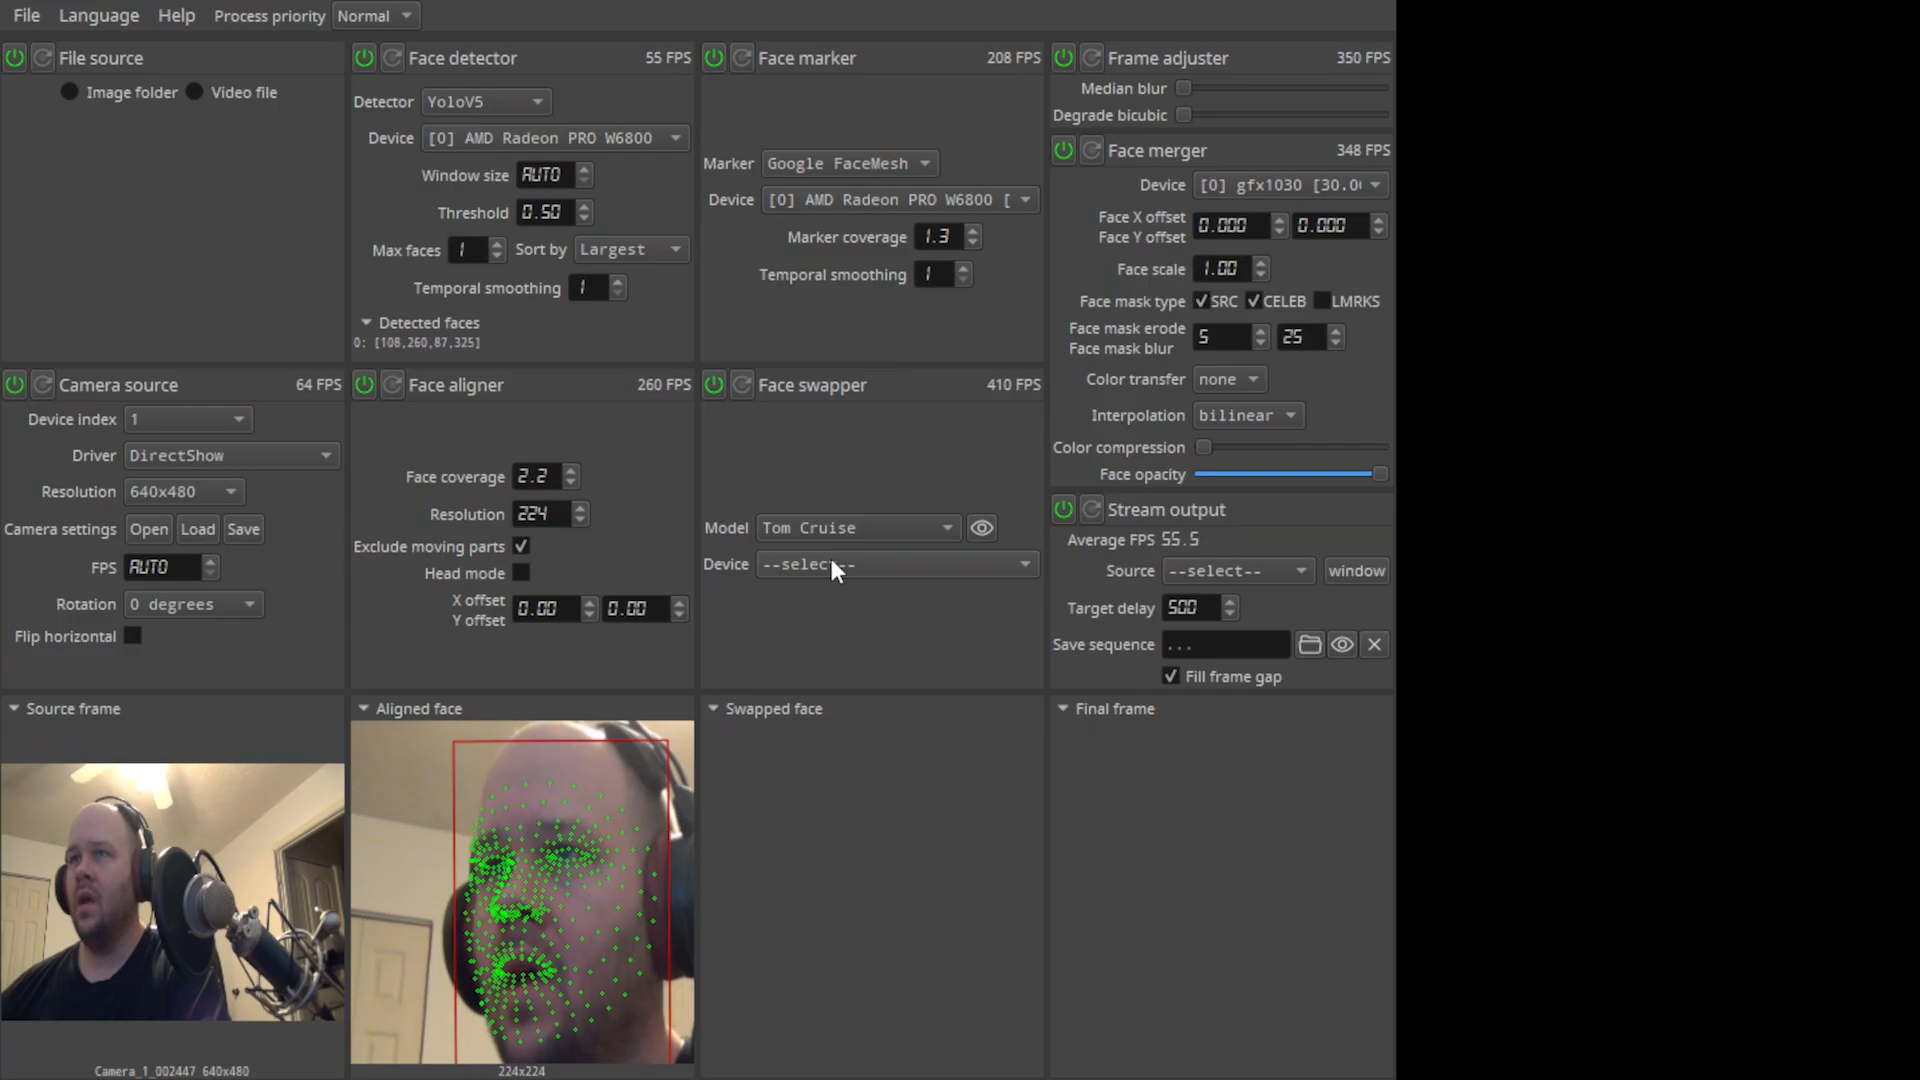 File Language Help Process priority Normal
File source
Image folder Video file
Face detector 55 FPS
Detector YoloV5
Device [0] AMD Radeon PRO W6800
Window size AUTO
Threshold 0.50
Max faces 1 Sort by Largest
Temporal smoothing 1
Detected faces
0: [108,260,87,325]
Face marker 208 FPS
Marker Google FaceMesh
Device [0] AMD Radeon PRO W6800 [
Marker coverage 1.3
Temporal smoothing 1
Frame adjuster 350 FPS
Median blur
Degrade bicubic
Face merger 348 FPS
Device [0] gfx1030 [30.0
Face X offset
Face Y offset
0.000 0.000
Face scale 1.00
Face mask type SRC CELEB LMRKS
Face mask erode
Face mask blur
5 25
Color transfer none
Interpolation bilinear
Color compression
Face opacity
Camera source 64 FPS
Device index 1
Driver DirectShow
Resolution 640x480
Camera settings Open Load Save
FPS AUTO
Rotation 0 degrees
Flip horizontal
Face aligner 260 FPS
Face coverage 2.2
Resolution 224
Exclude moving parts
Head mode
X offset
Y offset
0.00 0.00
Face swapper 410 FPS
Model Tom Cruise
Device --select--
Stream output
Average FPS 55.5
Source --select-- window
Target delay 500
Save sequence ...
Fill frame gap
Source frame
Camera_1_002447 640x480
Aligned face
224x224
Swapped face
Final frame